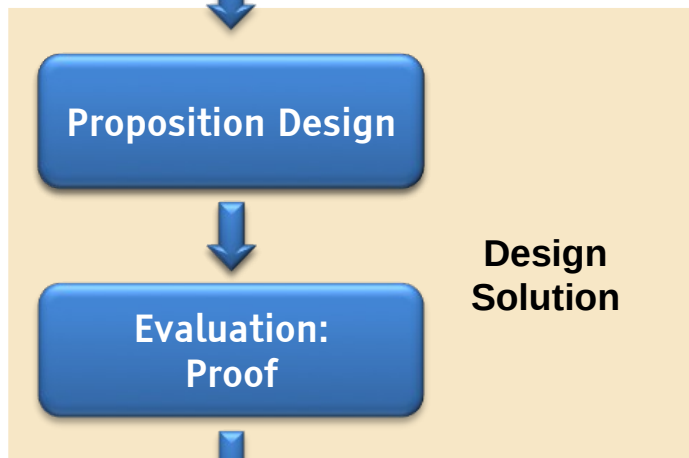 Proposition Design
Evaluation:
Proof
Design
Solution